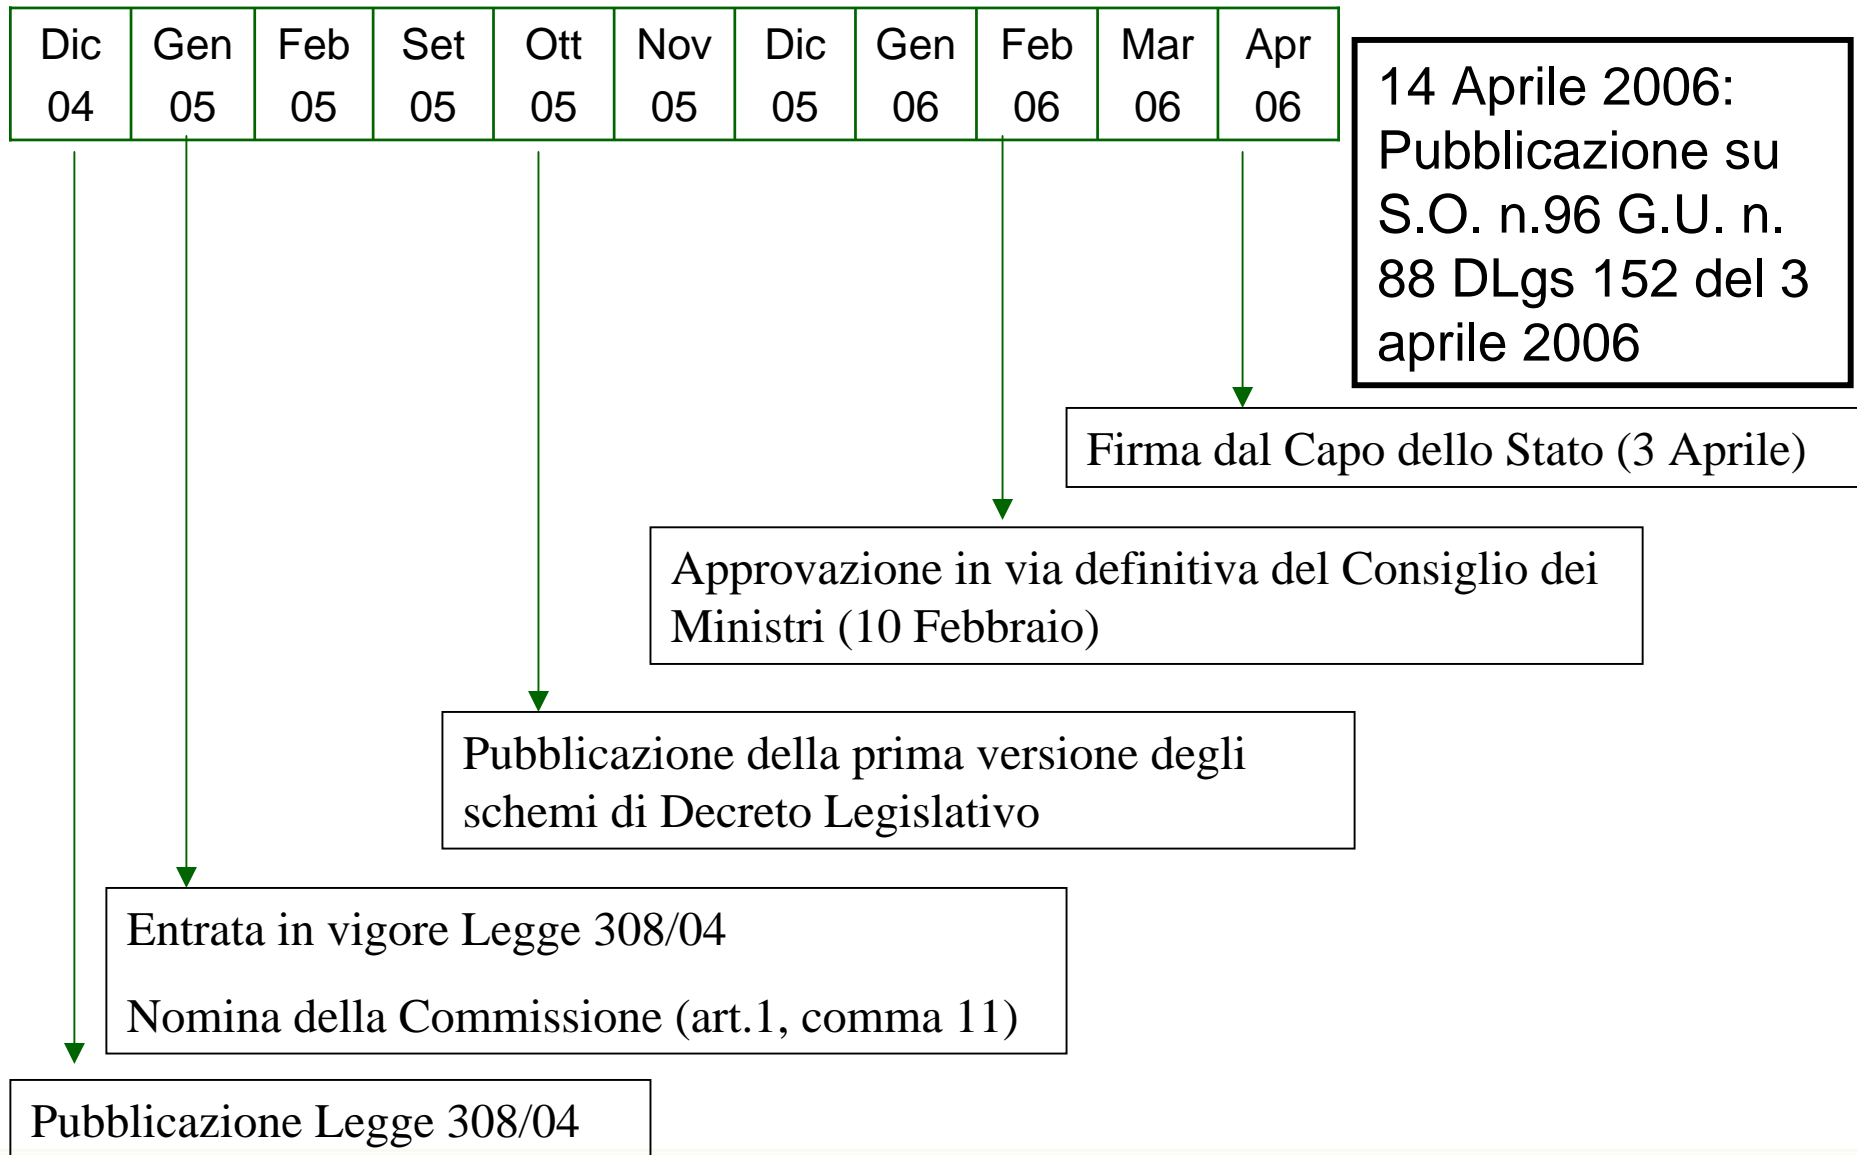 Dic Gen Feb Set Ott Nov Dic Gen Feb Mar Apr
04 05 05 05 05 05 05 06 06 06 06
14 Aprile 2006:
Pubblicazione su
S.O. n.96 G.U. n.
88 DLgs 152 del 3
aprile 2006
Firma dal Capo dello Stato (3 Aprile)
Approvazione in via definitiva del Consiglio dei
Ministri (10 Febbraio)
Pubblicazione della prima versione degli
schemi di Decreto Legislativo
Entrata in vigore Legge 308/04
Nomina della Commissione (art.1, comma 11)
Pubblicazione Legge 308/04